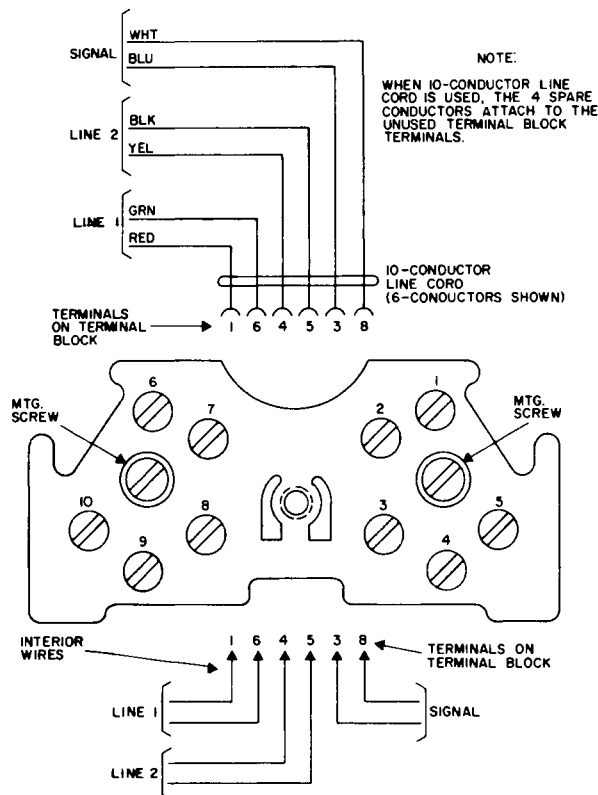 SIGNAL
WHT
BLU
LINE 2
BLK
YEL
LINE 1
GRN
RED
NOTE:
WHEN 10-CONDUCTOR LINE
CORD IS USED, THE 4 SPARE
CONDUCTORS ATTACH TO THE
UNUSED TERMINAL BLOCK
TERMINALS.
10-CONDUCTOR
LINE CORD
(6-CONDUCTORS SHOWN)
TERMINALS
ON TERMINAL
BLOCK
1 6 4 5 3 8
MTG.
SCREW
6
7
2
1
MTG.
SCREW
10
9
8
3
4
5
INTERIOR
WIRES
1 6 4 5 3 8
TERMINALS ON
TERMINAL BLOCK
LINE 1
SIGNAL
LINE 2